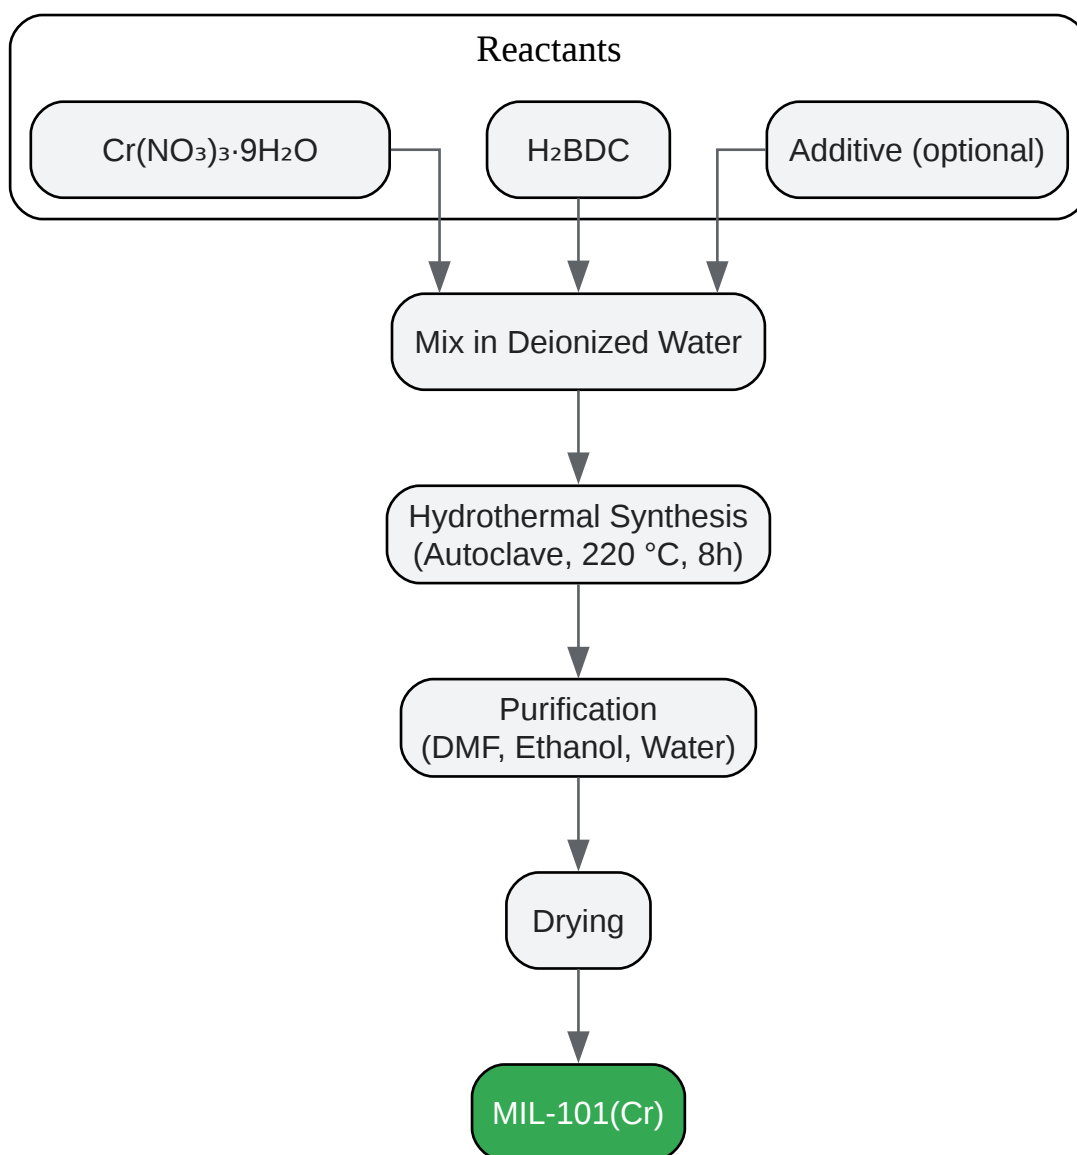 Reactants
Cr(NO₃)₃·9H₂O
H₂BDC
Additive (optional)
Mix in Deionized Water
Hydrothermal Synthesis
(Autoclave, 220 °C, 8h)
Purification
(DMF, Ethanol, Water)
Drying
MIL-101(Cr)